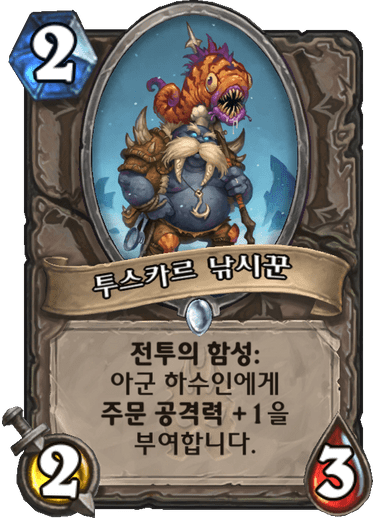 2
투스카르 낚시꾼
전투의 함성:
아군 하수인에게
주문 공격력 +1을
부여합니다.
2
3